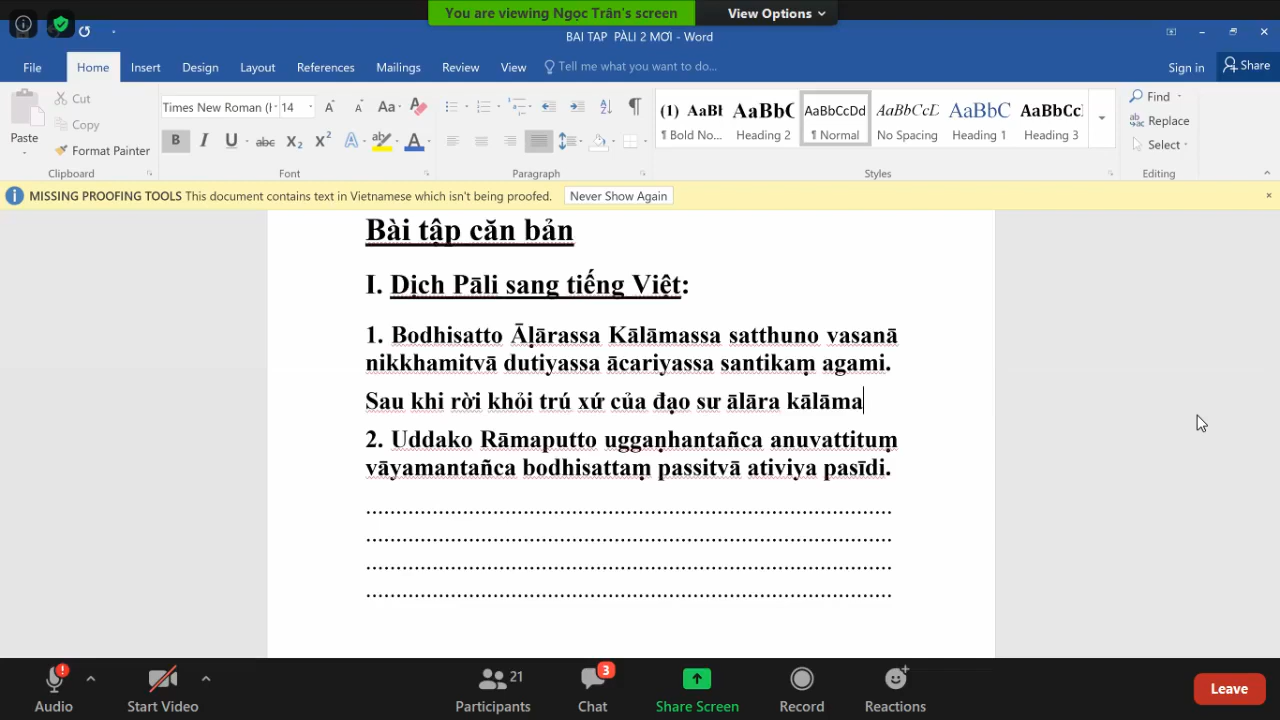 You are viewing Ngọc Trân's screen
View Options
BAI TAP PÀLI 2 MƠI - Word
File Home Insert Design Layout References Mailings Review View Tell me what you want to do...
Sign in Share
Paste Cut
Copy
Format Painter
Times New Roman (H 14
(1) AaBl AaBbC AaBbCcDd AaBbCcD AaBbC AaBbCc
¶ Bold No... Heading 2 ¶ Normal No Spacing Heading 1 Heading 3
Find
Replace
Select
Clipboard Font Paragraph Styles Editing
MISSING PROOFING TOOLS This document contains text in Vietnamese which isn't being proofed. Never Show Again
Bài tập căn bản
I. Dịch Pāli sang tiếng Việt:
1. Bodhisatto Āḷārassa Kālāmassa satthuno vasanā
nikkhamitvā dutiyassa ācariyassa santikaṃ agami.
Sau khi rời khỏi trú xứ của đạo sư ālāra kālāma
2. Uddako Rāmaputto uggaṇhantañca anuvattituṃ
vāyamantañca bodhisattaṃ passitvā ativiya pasīdi.
Audio
Start Video
Participants 21
Chat 3
Share Screen
Record
Reactions
Leave